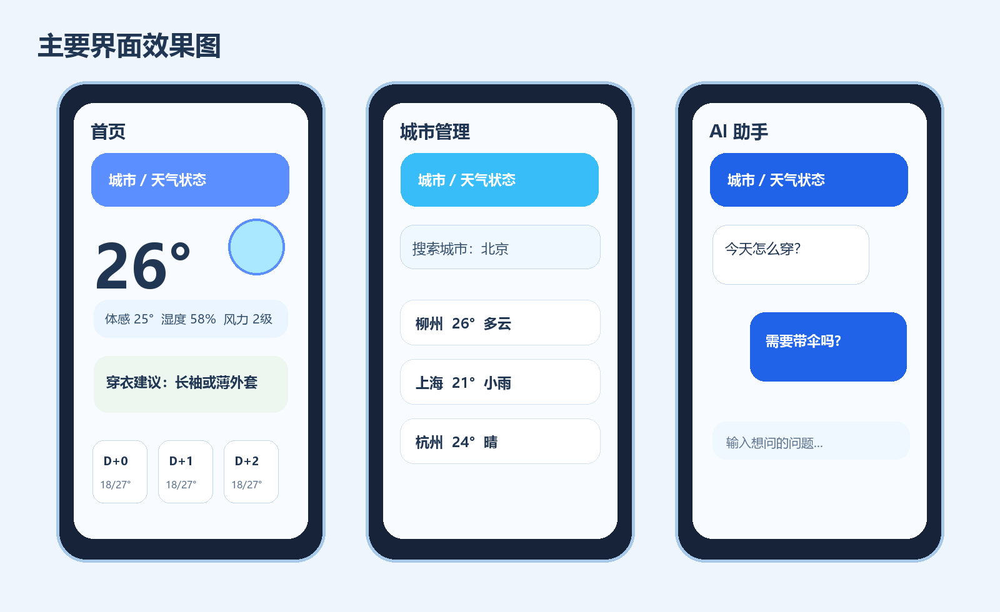 主要界面效果图
首页
城市 / 天气状态
26°
体感 25° 湿度 58% 风力 2级
穿衣建议：长袖或薄外套
D+0
18/27°
D+1
18/27°
D+2
18/27°
城市管理
城市 / 天气状态
搜索城市：北京
柳州 26° 多云
上海 21° 小雨
杭州 24° 晴
AI 助手
城市 / 天气状态
今天怎么穿？
需要带伞吗?
输入想问的问题...